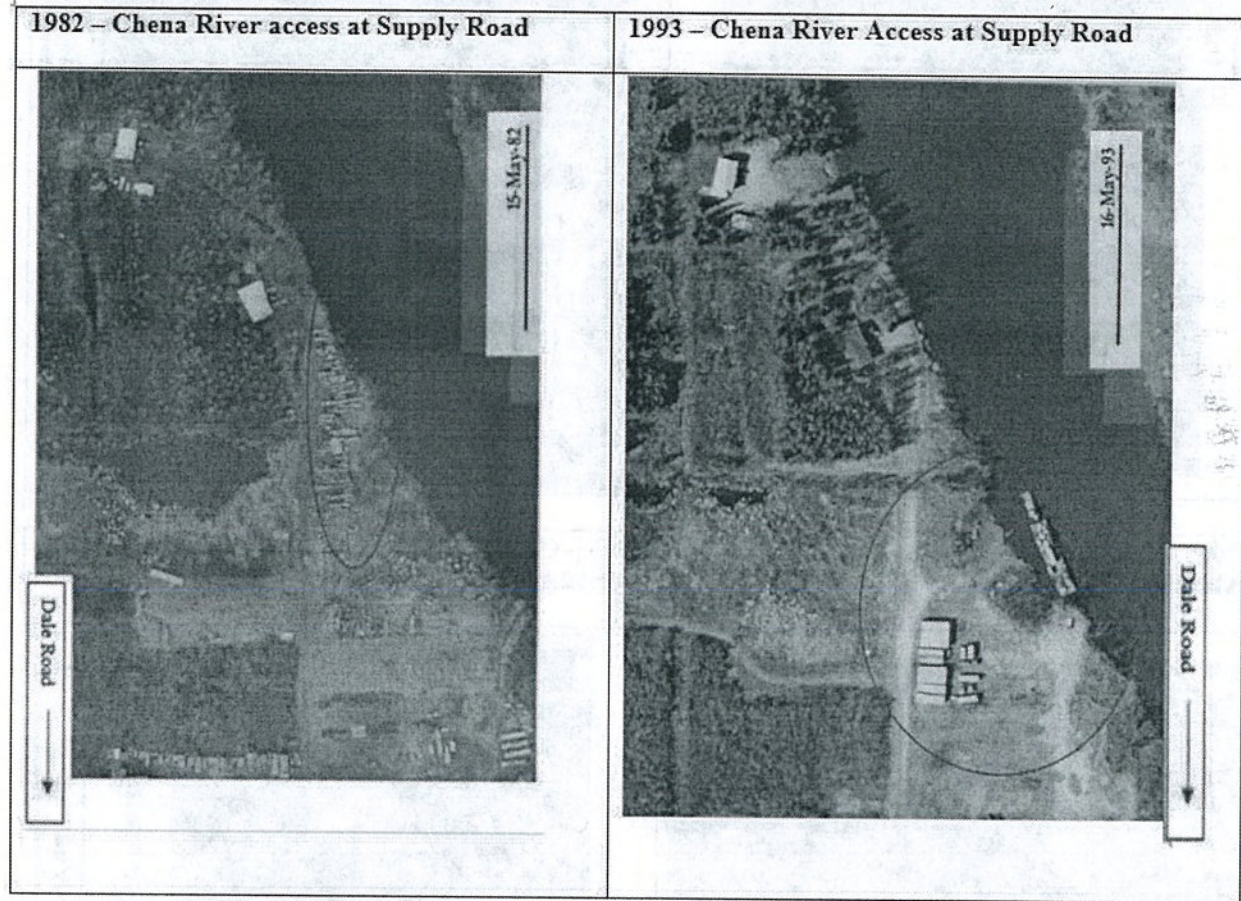 1982 – Chena River access at Supply Road
1993 – Chena River Access at Supply Road
15-May-82
16-May-93
Dale Road
Dale Road